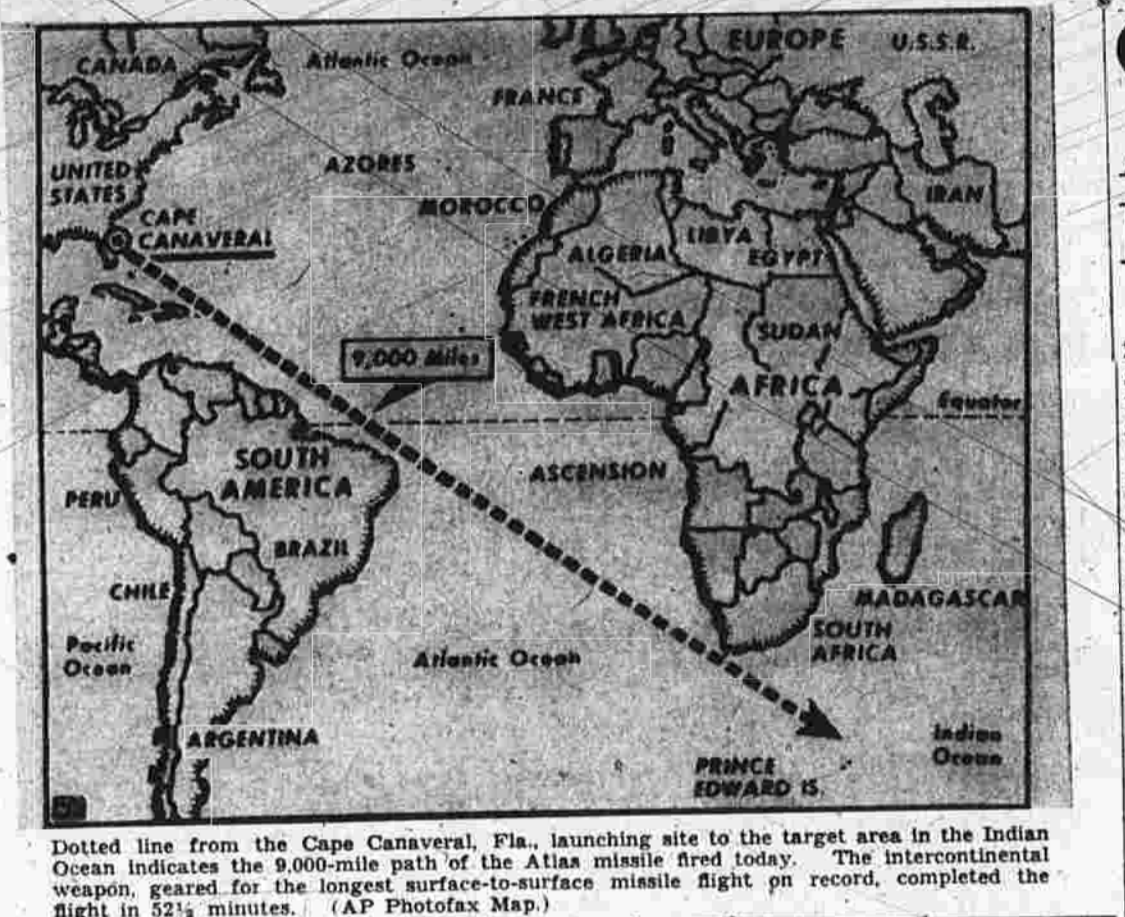 CANADA
Atlantic Ocean
EUROPE
U.S.S.R.
FRANCE
UNITED
STATES
AZORES
IRAN
CAPE
CANAVERAL
MOROCCO
ALGERIA
LIBYA
EGYPT
FRENCH
WEST AFRICA
SUDAN
9,000 Miles
AFRICA
Equator
SOUTH
AMERICA
ASCENSION
PERU
BRAZIL
CHILE
MADAGASCAR
Pacific
Ocean
Atlantic Ocean
SOUTH
AFRICA
ARGENTINA
Indian
Ocean
PRINCE
EDWARD IS.
Dotted line from the Cape Canaveral, Fla., launching site to the target area in the Indian
Ocean indicates the 9,000-mile path of the Atlas missile fired today. The intercontinental
weapon, geared for the longest surface-to-surface missile flight on record, completed the
flight in 52½ minutes. (AP Photofax Map.)